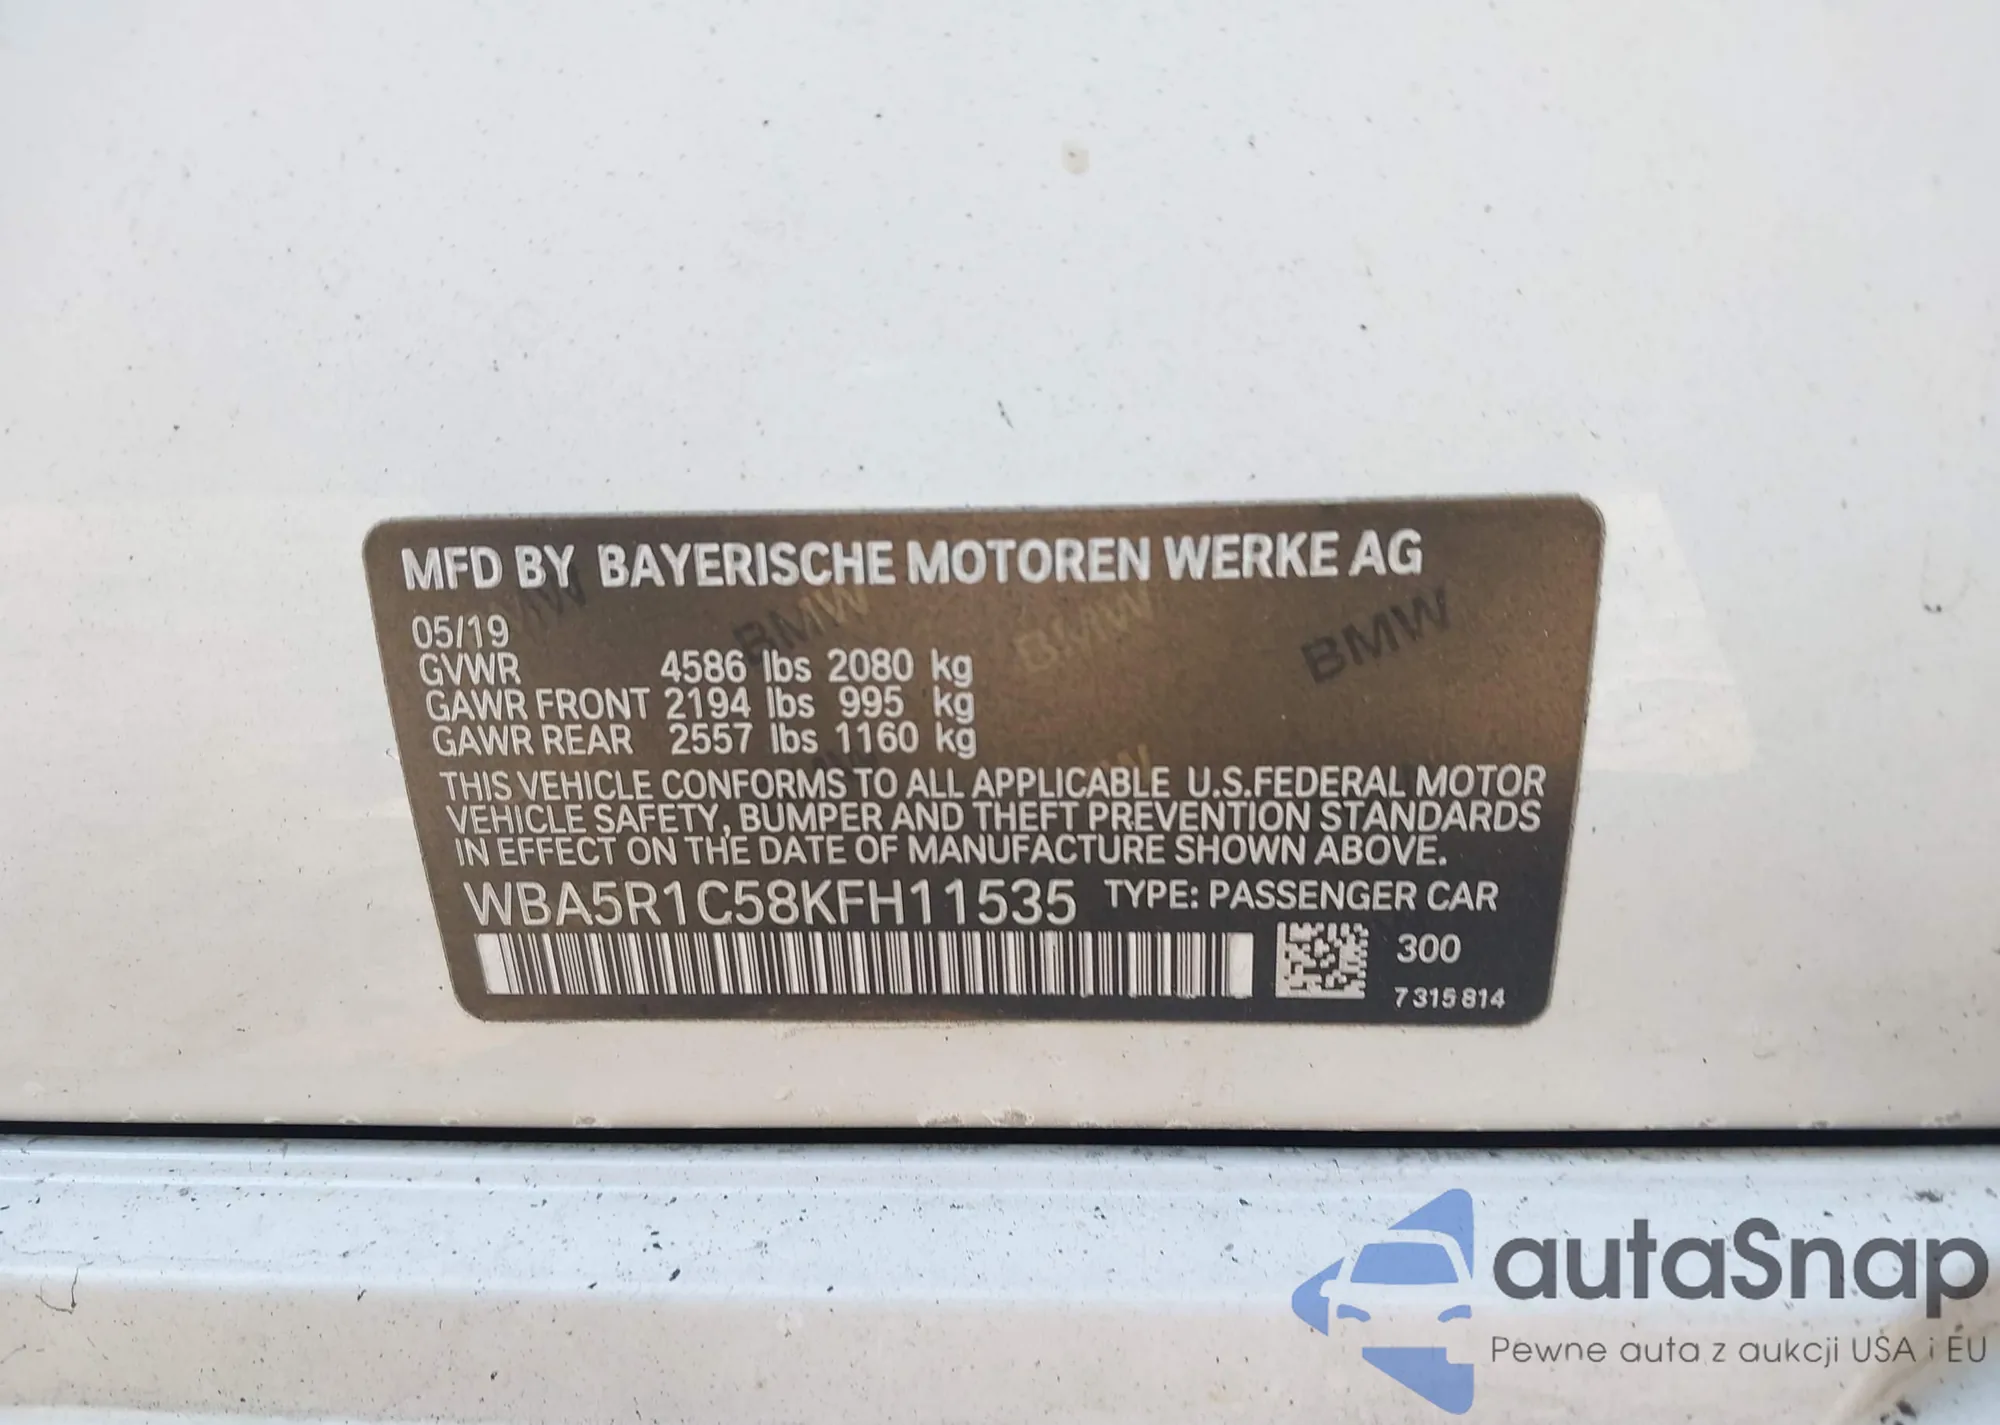 MFD BY BAYERISCHE MOTOREN WERKE AG
05/19
GVWR 4586 lbs 2080 kg
GAWR FRONT 2194 lbs 995 kg
GAWR REAR 2557 lbs 1160 kg
THIS VEHICLE CONFORMS TO ALL APPLICABLE U.S.FEDERAL MOTOR
VEHICLE SAFETY, BUMPER AND THEFT PREVENTION STANDARDS
IN EFFECT ON THE DATE OF MANUFACTURE SHOWN ABOVE.
WBA5R1C58KFH11535 TYPE: PASSENGER CAR
300
7315814
BMW BMW BMW
autaSnap
Pewne auta z aukcji USA i EU